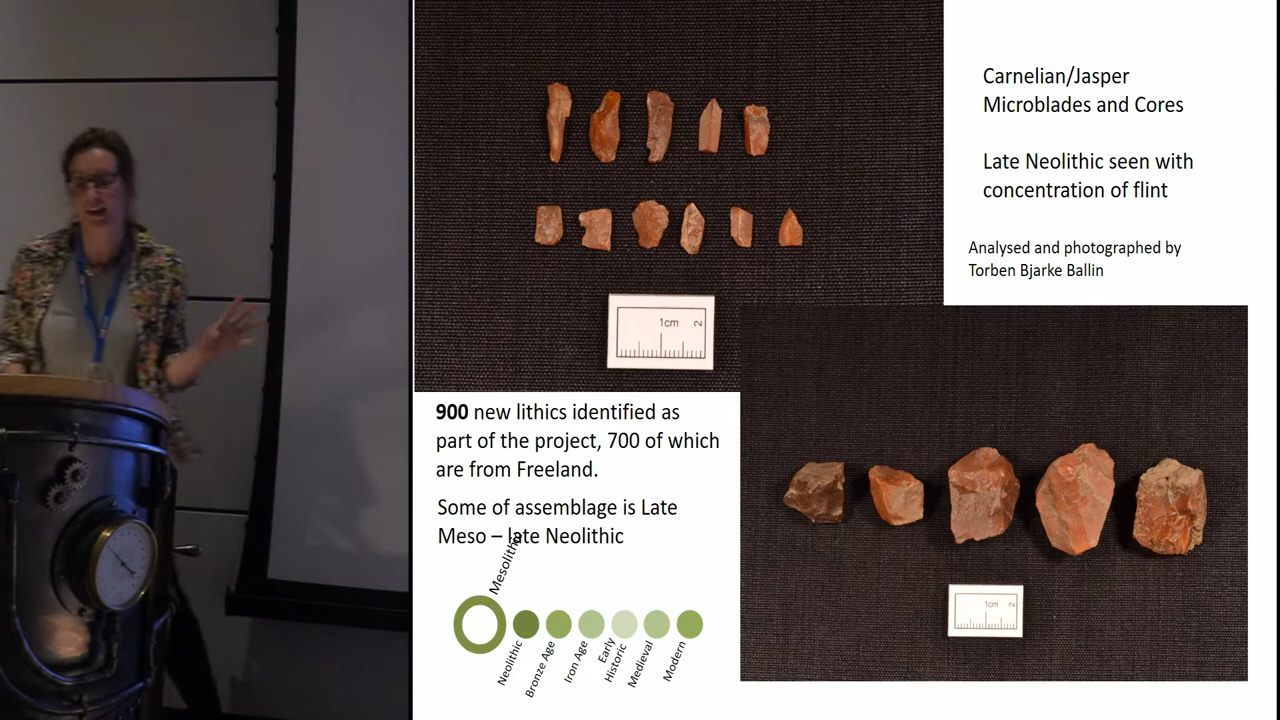 Carnelian/Jasper
Microblades and Cores
Late Neolithic seen with
concentration of flint
Analysed and photographed by
Torben Bjarke Ballin
1cm 2
900 new lithics identified as
part of the project, 700 of which
are from Freeland.
Some of assemblage is Late
Meso – late Neolithic
Mesolithic
Neolithic
Bronze Age
Iron Age
Early
Historic
Medieval
Modern
1cm 2